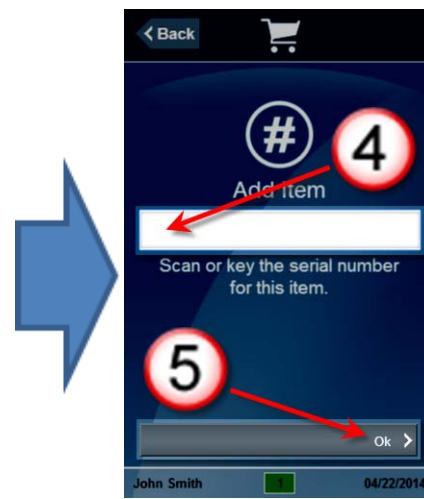 Back
#
4
Add Item
Scan or key the serial number
for this item.
5
Ok
John Smith 1 04/22/2014